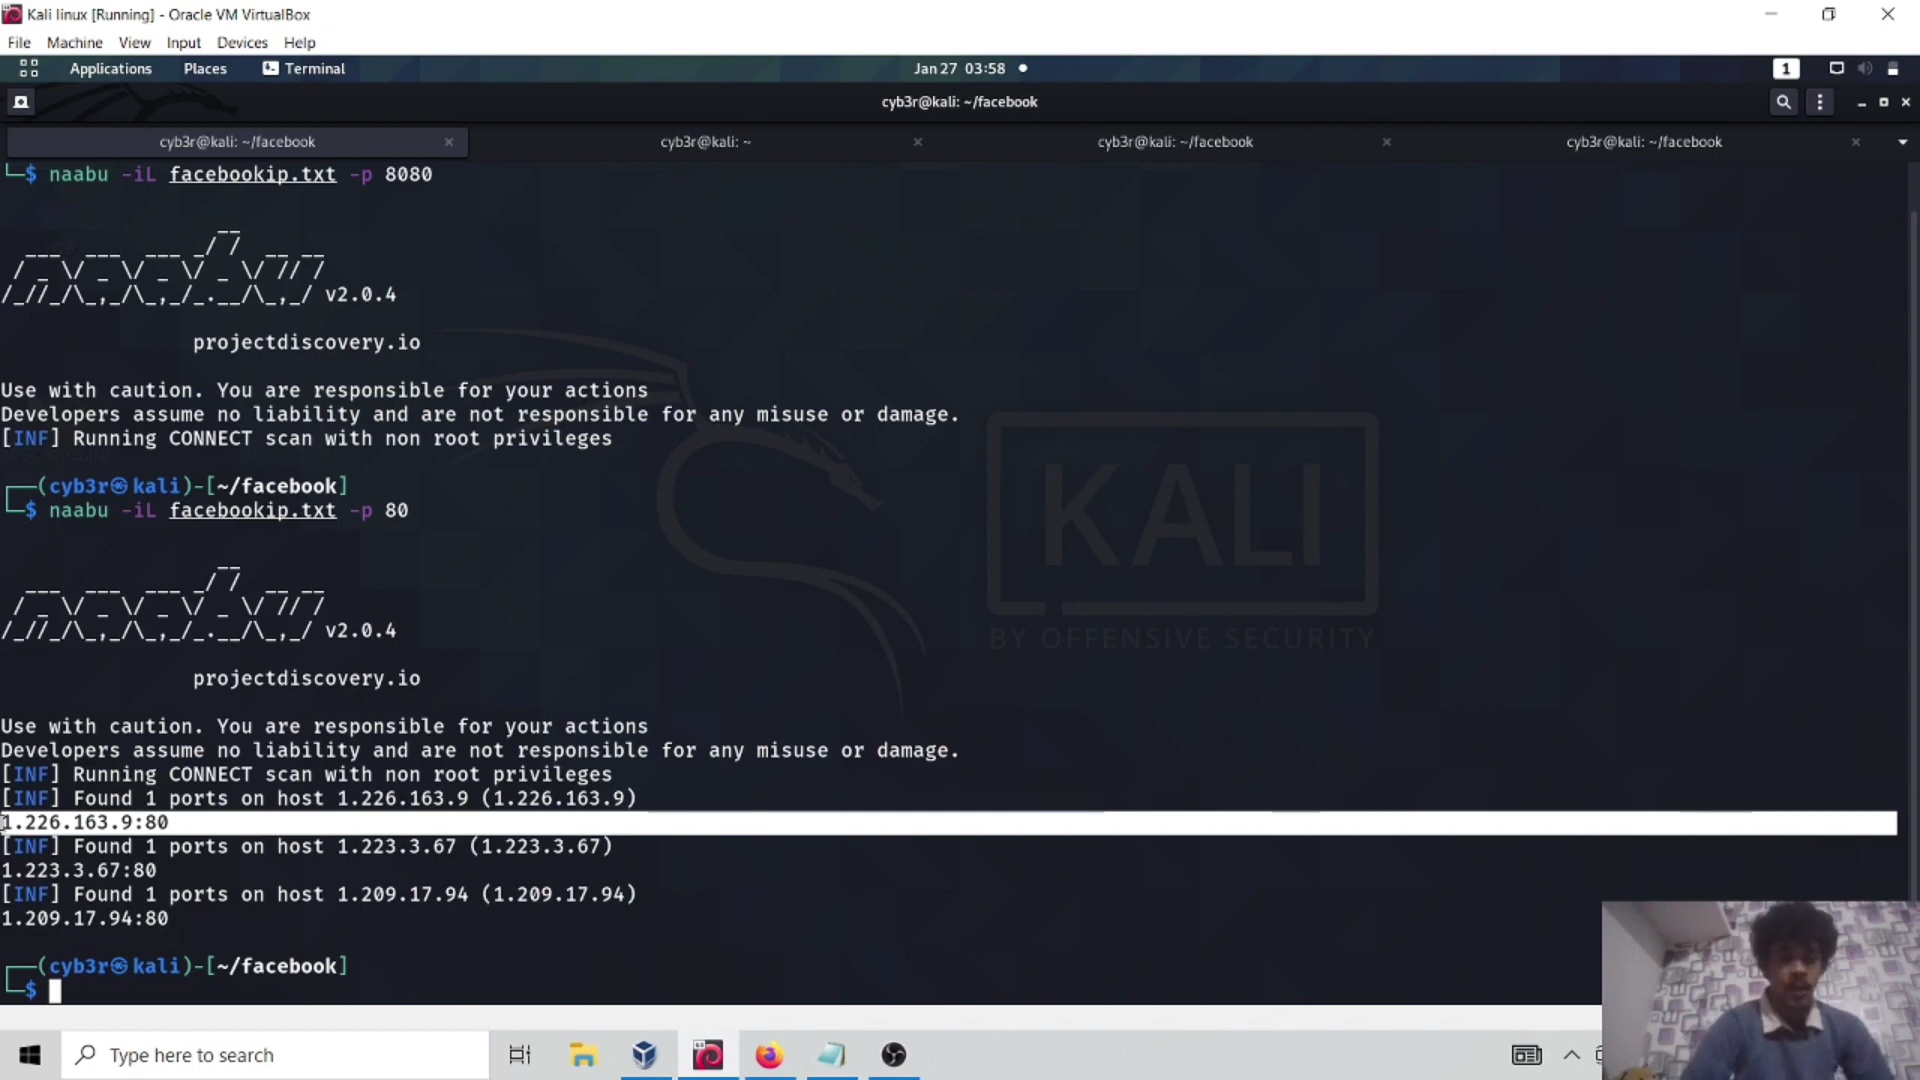 Kali linux [Running] - Oracle VM VirtualBox
File Machine View Input Devices Help
Applications Places Terminal Jan 27 03:58 1
cyb3r@kali: ~/facebook
cyb3r@kali: ~/facebook cyb3r@kali: ~ cyb3r@kali: ~/facebook cyb3r@kali: ~/facebook
└─$ naabu -iL facebookip.txt -p 8080
naabu v2.0.4
projectdiscovery.io
Use with caution. You are responsible for your actions
Developers assume no liability and are not responsible for any misuse or damage.
[INF] Running CONNECT scan with non root privileges
┌──(cyb3r㉿kali)-[~/facebook]
└─$ naabu -iL facebookip.txt -p 80
naabu v2.0.4
projectdiscovery.io
Use with caution. You are responsible for your actions
Developers assume no liability and are not responsible for any misuse or damage.
[INF] Running CONNECT scan with non root privileges
[INF] Found 1 ports on host 1.226.163.9 (1.226.163.9)
1.226.163.9:80
[INF] Found 1 ports on host 1.223.3.67 (1.223.3.67)
1.223.3.67:80
[INF] Found 1 ports on host 1.209.17.94 (1.209.17.94)
1.209.17.94:80
┌──(cyb3r㉿kali)-[~/facebook]
└─$
KALI
BY OFFENSIVE SECURITY
Type here to search